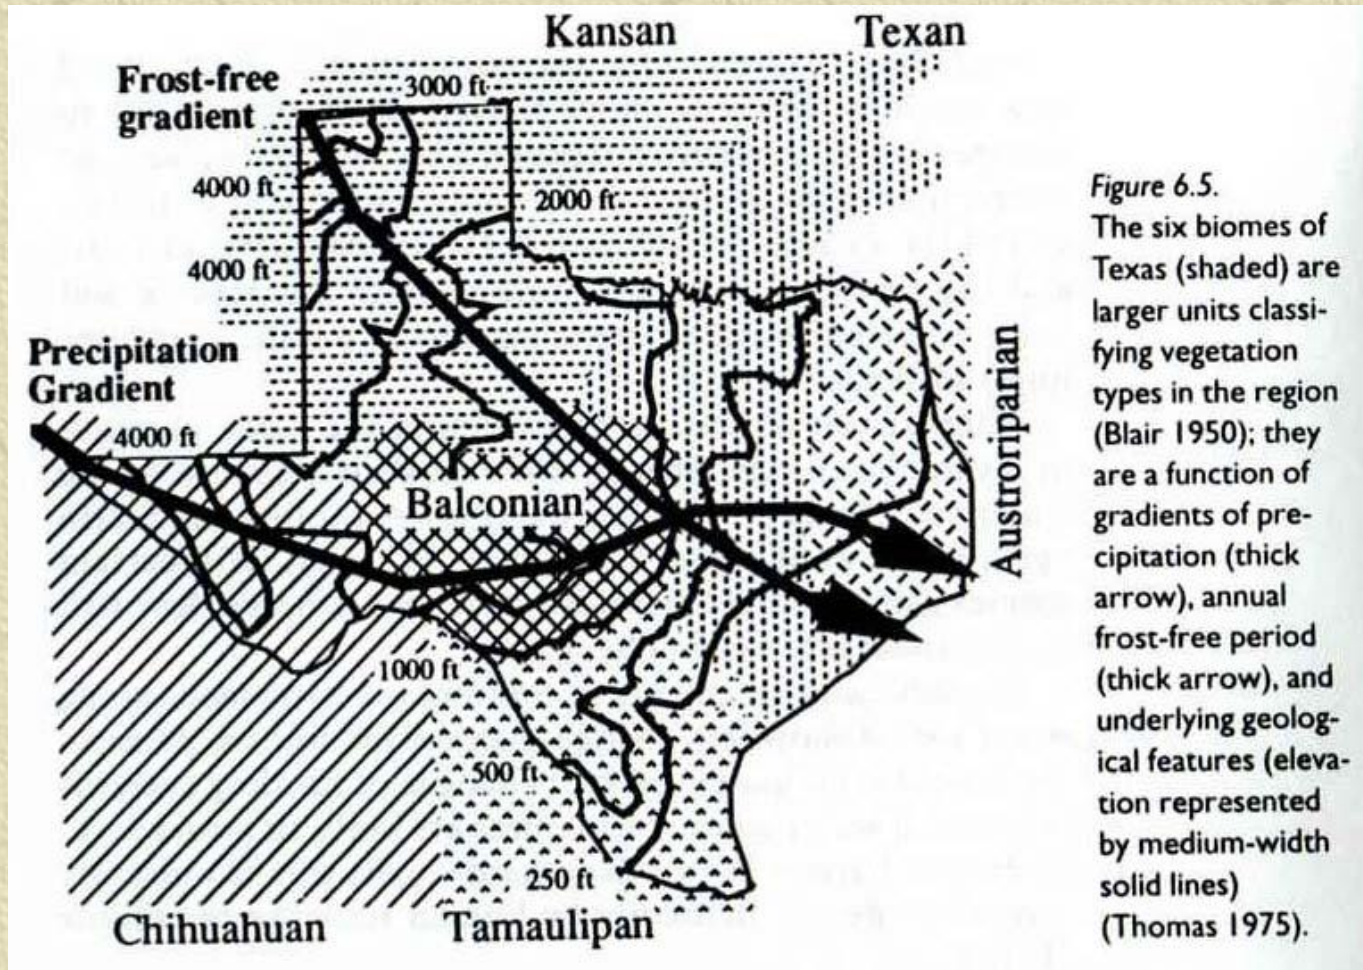 Kansan
Texan
Frost-free
gradient
3000 ft
4000 ft
2000 ft
4000 ft
Precipitation
Gradient
4000 ft
Balconian
Austroriparian
1000 ft
500 ft
250 ft
Chihuahuan
Tamaulipan
Figure 6.5.
The six biomes of
Texas (shaded) are
larger units classi-
fying vegetation
types in the region
(Blair 1950); they
are a function of
gradients of pre-
cipitation (thick
arrow), annual
frost-free period
(thick arrow), and
underlying geolog-
ical features (eleva-
tion represented
by medium-width
solid lines)
(Thomas 1975).